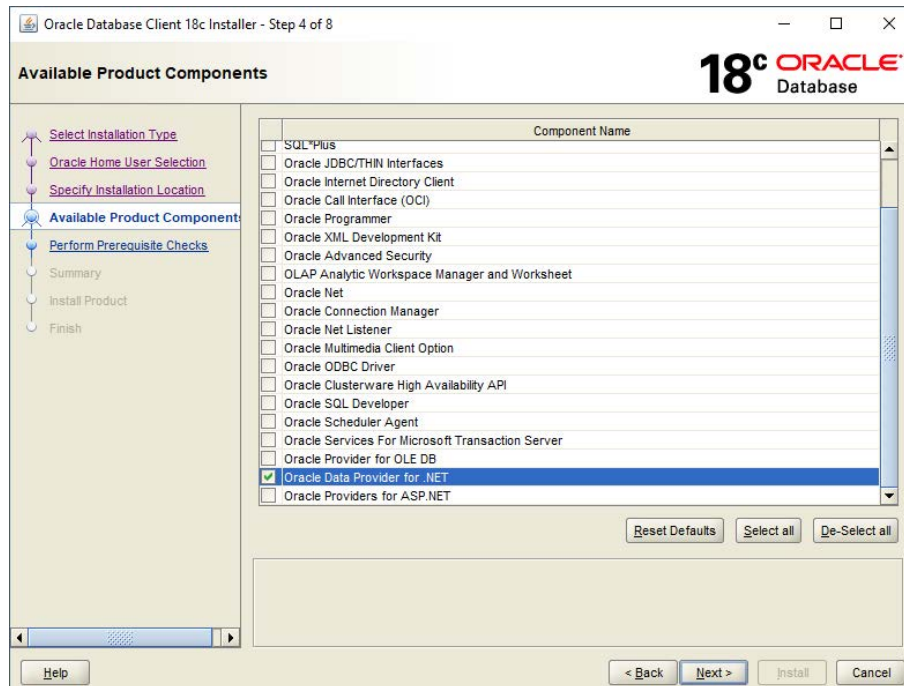 Oracle Database Client 18c Installer - Step 4 of 8
Available Product Components
18c ORACLE
Database
Select Installation Type
Oracle Home User Selection
Specify Installation Location
Available Product Components
Perform Prerequisite Checks
Summary
Install Product
Finish
Component Name
SQL*Plus
Oracle JDBC/THIN Interfaces
Oracle Internet Directory Client
Oracle Call Interface (OCI)
Oracle Programmer
Oracle XML Development Kit
Oracle Advanced Security
OLAP Analytic Workspace Manager and Worksheet
Oracle Net
Oracle Connection Manager
Oracle Net Listener
Oracle Multimedia Client Option
Oracle ODBC Driver
Oracle Clusterware High Availability API
Oracle SQL Developer
Oracle Scheduler Agent
Oracle Services For Microsoft Transaction Server
Oracle Provider for OLE DB
Oracle Data Provider for .NET
Oracle Providers for ASP.NET
Reset Defaults Select all De-Select all
Help < Back Next > Install Cancel